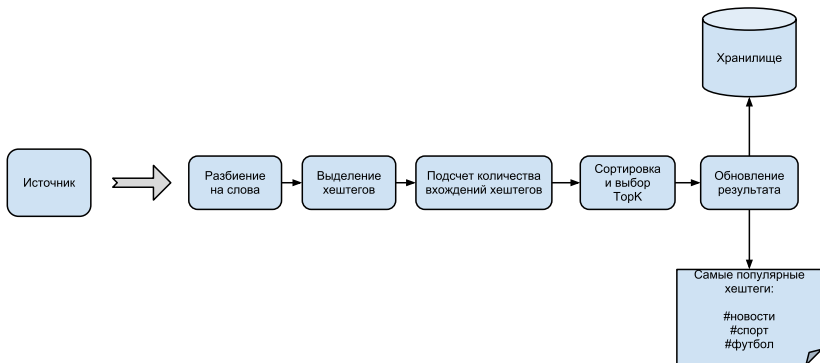 Хранилище
Источник
Разбиение
на слова
Выделение
хештегов
Подсчет количества
вхождений хештегов
Сортировка
и выбор
TopK
Обновление
результата
Самые популярные
хештеги:
#новости
#спорт
#футбол